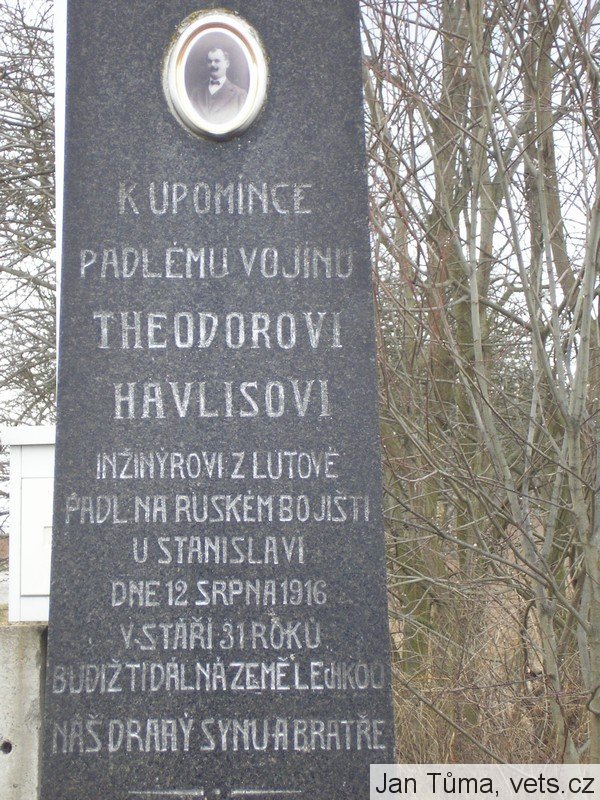 K UPOMÍNCE
PADLÉMU VOJÍNU
THEODOROVI
HAVLISOVI
INŽINÝROVI Z LUTOVÉ
PADL NA RUSKÉM BOJIŠTI
U STANISLAVI
DNE 12 SRPNA 1916
V STÁŘÍ 31 ROKŮ
BUDIŽ TI DÁLNÁ ZEMĚ LEHKOU
NÁŠ DRAHÝ SYNU A BRATŘE
Jan Tůma, vets.cz